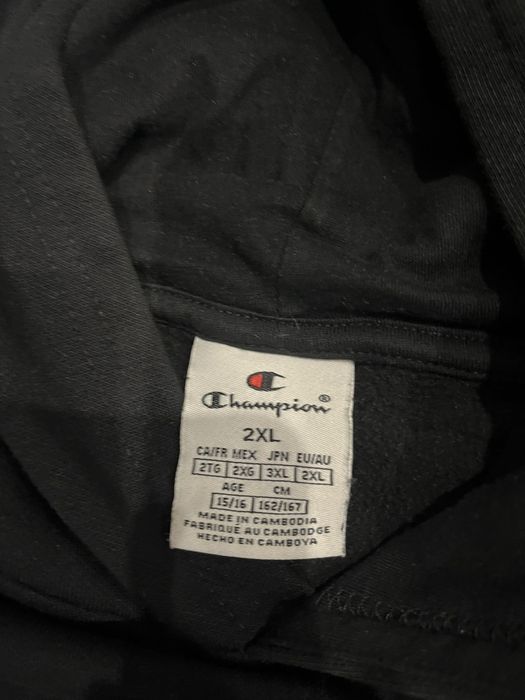 Champion®
2XL
CA/FR MEX JPN EU/AU
2TG 2XG 3XL 2XL
AGE CM
15/16 162/167
MADE IN CAMBODIA
FABRIQUE AU CAMBODGE
HECHO EN CAMBOYA